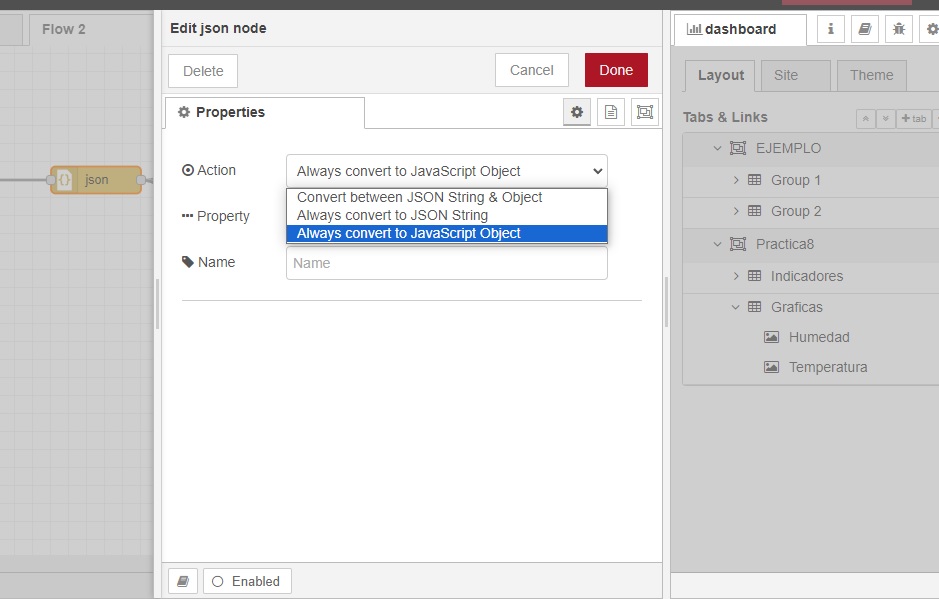 Flow 2
json
Edit json node
Delete
Cancel
Done
Properties
Action
Always convert to JavaScript Object
Convert between JSON String & Object
Always convert to JSON String
Always convert to JavaScript Object
Property
Name
Name
Enabled
dashboard
Layout
Site
Theme
Tabs & Links
tab
EJEMPLO
Group 1
Group 2
Practica8
Indicadores
Graficas
Humedad
Temperatura